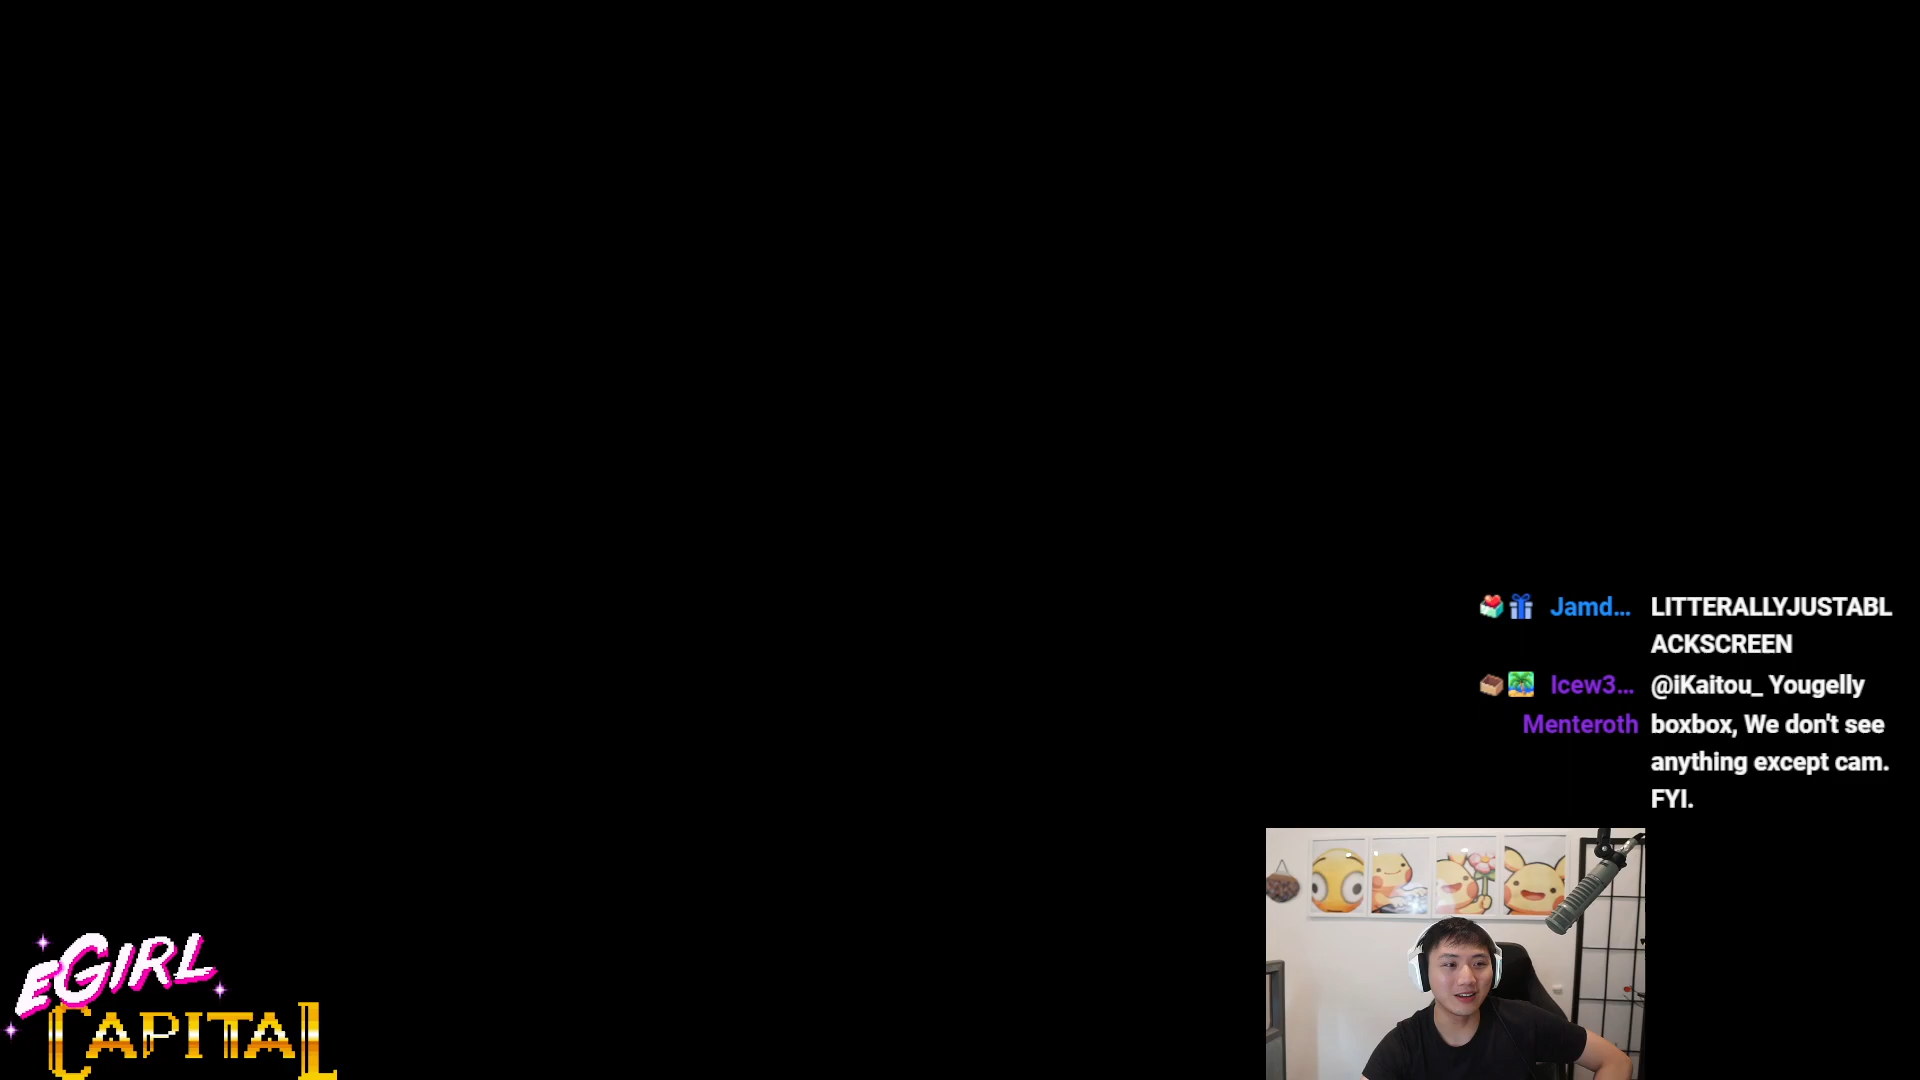 Jamd... LITTERALLYJUSTABL
ACKSCREEN
Icew3... @iKaitou_ Yougelly
Menteroth boxbox, We don't see
anything except cam.
FYI.
EGIRL
CAPITAL